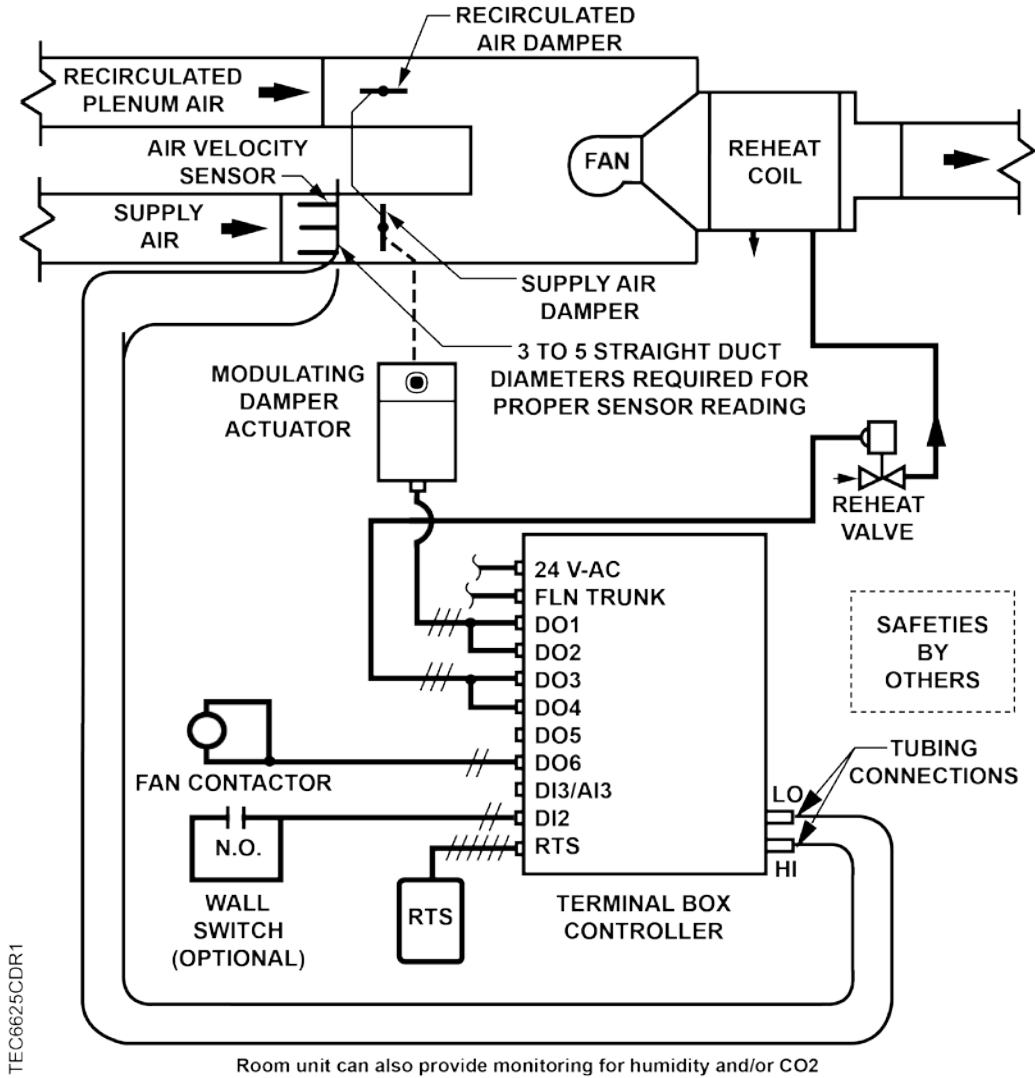 RECIRCULATED
AIR DAMPER
RECIRCULATED
PLENUM AIR
AIR VELOCITY
SENSOR
FAN
REHEAT
COIL
SUPPLY
AIR
SUPPLY AIR
DAMPER
3 TO 5 STRAIGHT DUCT
DIAMETERS REQUIRED FOR
PROPER SENSOR READING
MODULATING
DAMPER
ACTUATOR
REHEAT
VALVE
24 V-AC
FLN TRUNK
DO1
DO2
DO3
DO4
DO5
DO6
DI3/AI3
DI2
RTS
SAFETIES
BY
OTHERS
FAN CONTACTOR
TUBING
CONNECTIONS
LO
HI
N.O.
WALL
SWITCH
(OPTIONAL)
RTS
TERMINAL BOX
CONTROLLER
TEC6625CDR1
Room unit can also provide monitoring for humidity and/or CO2